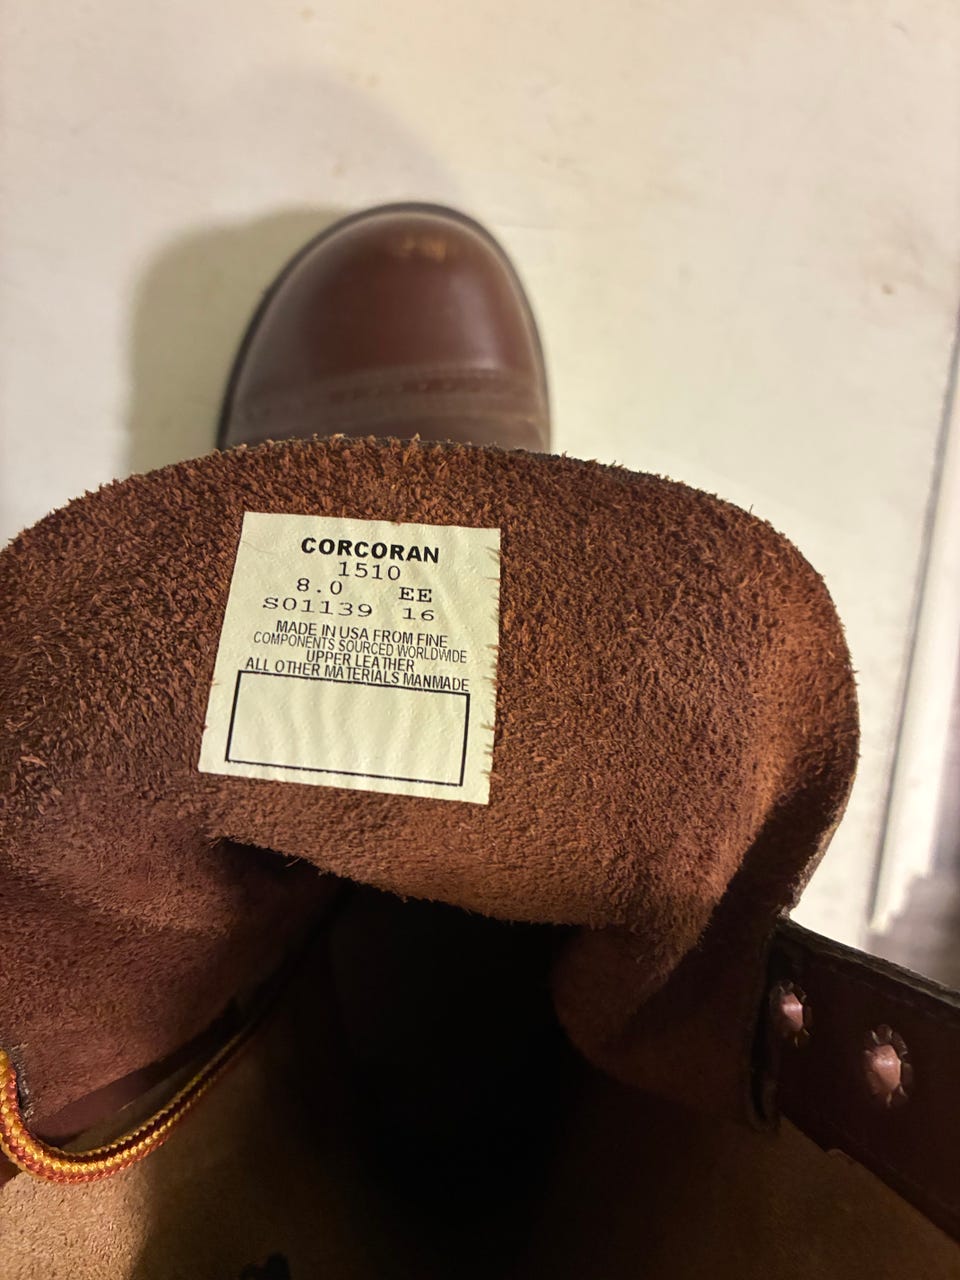 CORCORAN
1510
8.0 EE
S01139 16
MADE IN USA FROM FINE
COMPONENTS SOURCED WORLDWIDE
UPPER LEATHER
ALL OTHER MATERIALS MANMADE